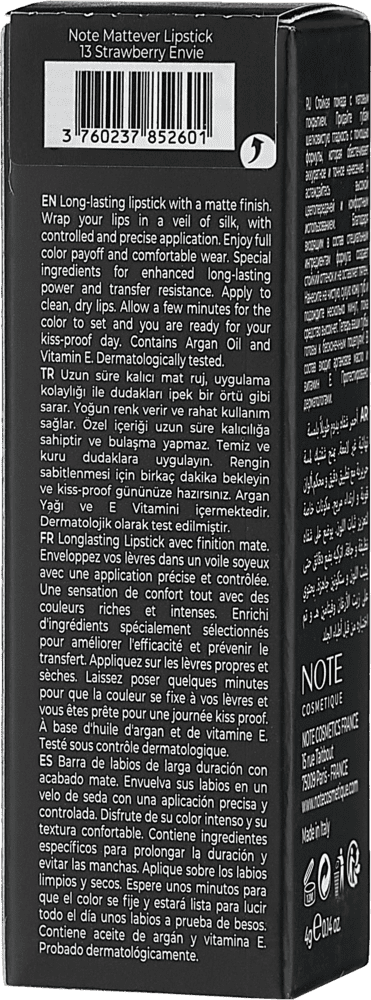 Note Mattever Lipstick
13 Strawberry Envie
3 760237 852601
EN Long-lasting lipstick with a matte finish.
Wrap your lips in a veil of silk, with
controlled and precise application. Enjoy full
color payoff and comfortable wear. Special
ingredients for enhanced long-lasting
power and transfer resistance. Apply to
clean, dry lips. Allow a few minutes for the
color to set and you are ready for your
kiss-proof day. Contains Argan Oil and
Vitamin E. Dermatologically tested.
TR Uzun süre kalıcı mat ruj, uygulama
kolaylığı ile dudakları ipek bir örtü gibi
sarar. Yoğun renk verir ve rahat kullanım
sağlar. Özel içeriği uzun süre kalıcılığa
sahiptir ve bulaşma yapmaz. Temiz ve
kuru dudaklara uygulayın. Rengin
sabitlenmesi için birkaç dakika bekleyin
ve kiss-proof gününüze hazırsınız. Argan
Yağı ve E Vitamini içermektedir.
Dermatolojik olarak test edilmiştir.
FR Longlasting Lipstick avec finition mate.
Enveloppez vos lèvres dans un voile soyeux
avec une application précise et contrôlée.
Une sensation de confort tout avec des
couleurs riches et intenses. Enrichi
d'ingrédients spécialement sélectionnés
pour améliorer l'efficacité et prévenir le
transfert. Appliquez sur les lèvres propres et
sèches. Laissez poser quelques minutes
pour que la couleur se fixe à vos lèvres et
vous êtes prête pour une journée kiss proof.
À base d'huile d'argan et de vitamine E.
Testé sous contrôle dermatologique.
ES Barra de labios de larga duración con
acabado mate. Envuelva sus labios en un
velo de seda con una aplicación precisa y
controlada. Disfrute de su color intenso y su
textura confortable. Contiene ingredientes
específicos para prolongar la duración y
evitar las manchas. Aplique sobre los labios
limpios y secos. Espere unos minutos para
que el color se fije y estará lista para lucir
todo el día unos labios a prueba de besos.
Contiene aceite de argán y vitamina E.
Probado dermatológicamente.
RU Стойкая помада с матовым
покрытием.
AR
NOTE
COSMETIQUE
NOTE COSMETICS FRANCE
15 rue Taitbout
75009 Paris - FRANCE
www.notecosmetique.com
Made in Italy
4g e 0.14 oz.